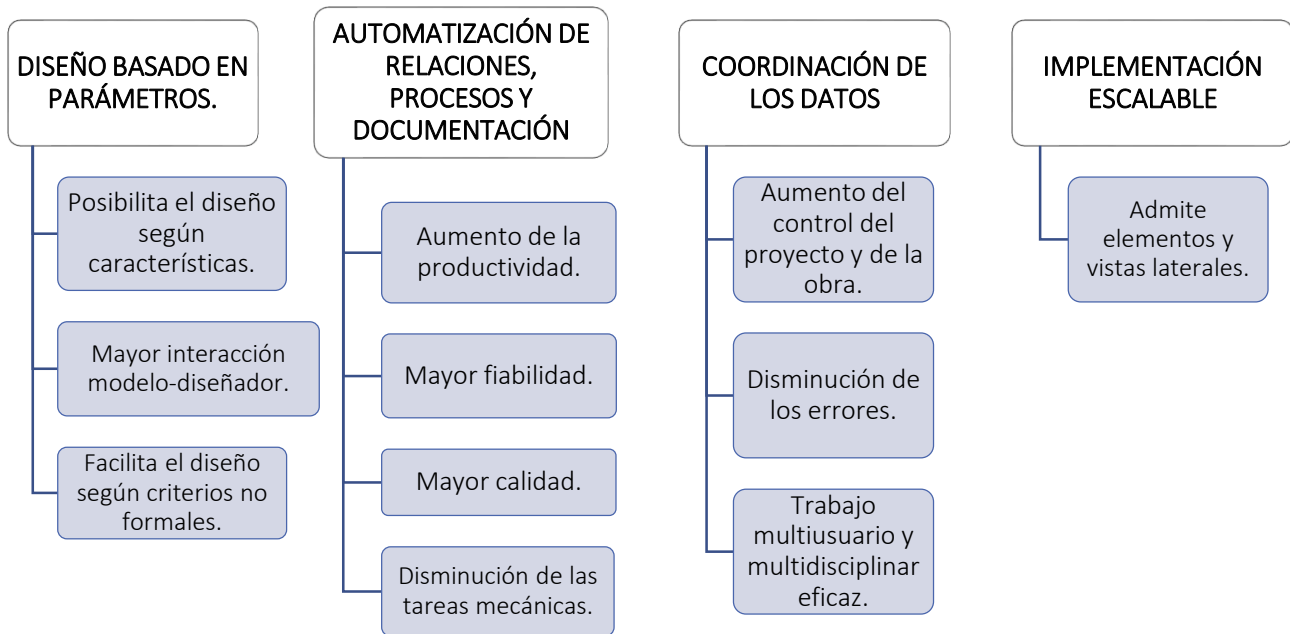 DISEÑO BASADO EN
PARÁMETROS.
Posibilita el diseño
según
características.
Mayor interacción
modelo-diseñador.
Facilita el diseño
según criterios no
formales.
AUTOMATIZACIÓN DE
RELACIONES,
PROCESOS Y
DOCUMENTACIÓN
Aumento de la
productividad.
Mayor fiabilidad.
Mayor calidad.
Disminución de las
tareas mecánicas.
COORDINACIÓN DE
LOS DATOS
Aumento del
control del
proyecto y de la
obra.
Disminución de
los errores.
Trabajo
multiusuario y
multidisciplinar
eficaz.
IMPLEMENTACIÓN
ESCALABLE
Admite
elementos y
vistas laterales.